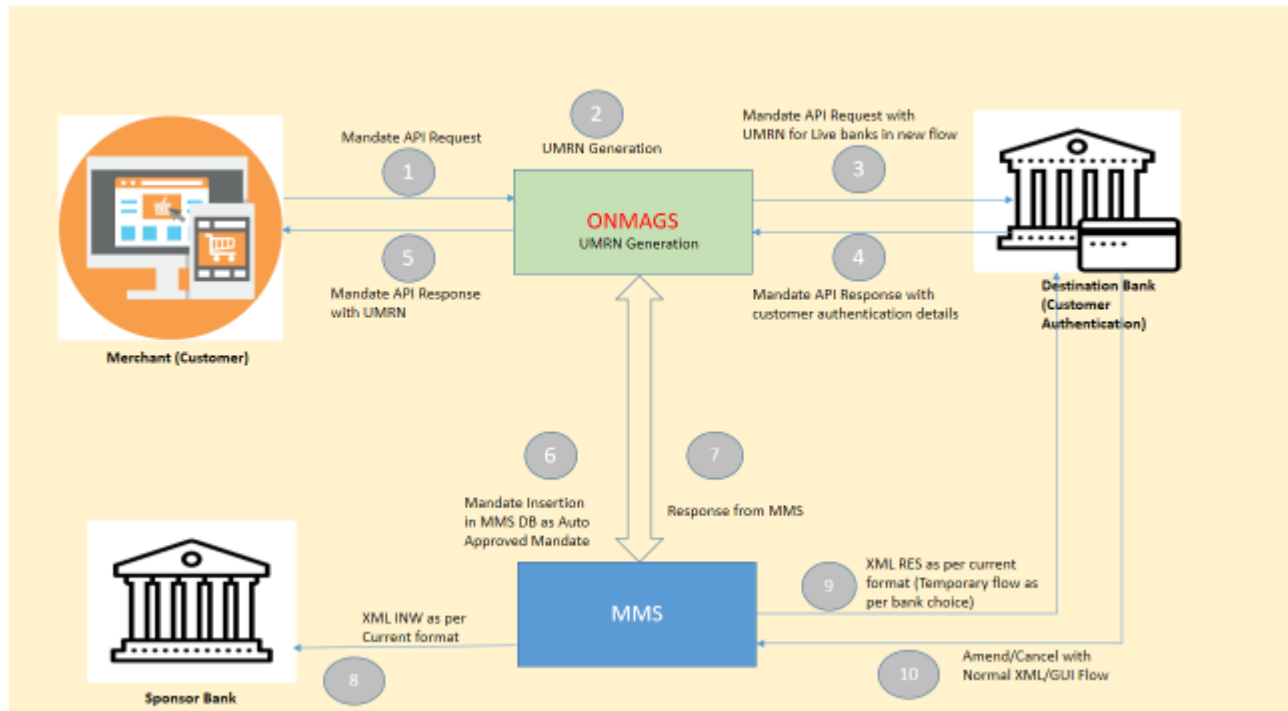 Mandate API Request
1
2
UMRN Generation
Mandate API Request with
UMRN for Live banks in new flow
3
ONMAGS
UMRN Generation
5
Mandate API Response
with UMRN
4
Mandate API Response with
customer authentication details
Merchant (Customer)
Destination Bank
(Customer
Authentication)
6
Mandate Insertion
in MMS DB as Auto
Approved Mandate
7
Response from MMS
MMS
XML INW as per
Current format
8
Sponsor Bank
9
XML RES as per current
format (Temporary flow as
per bank choice)
10
Amend/Cancel with
Normal XML/GUI Flow